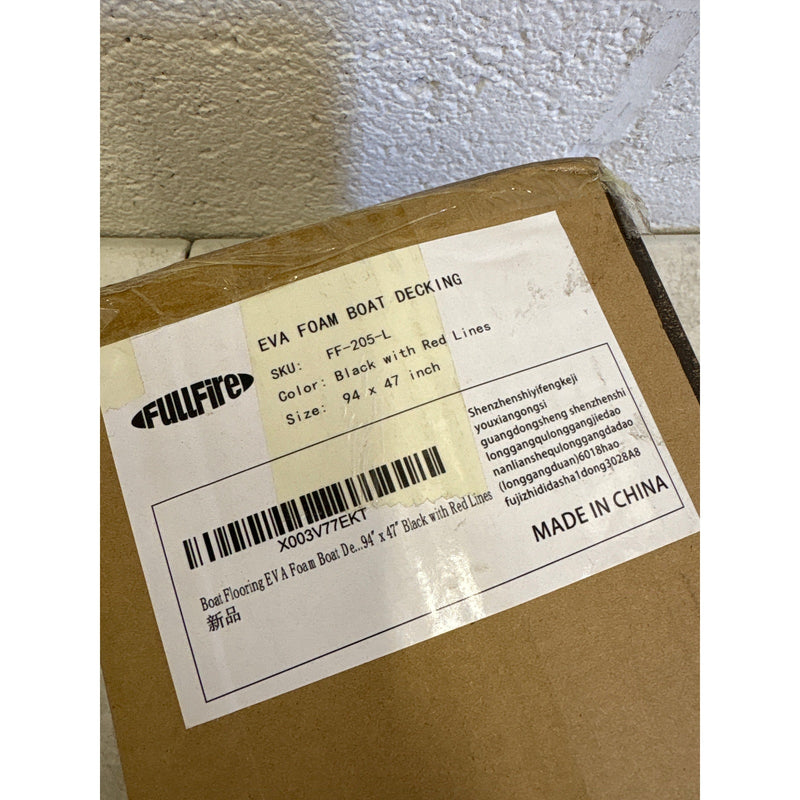 FULLFIRE
EVA FOAM BOAT DECKING
SKU: FF-205-L
Color: Black with Red Lines
Size: 94 x 47 inch
Shenzhenshiyifengkeji
youxiangongsi
guangdongsheng shenzhenshi
longgangqulonggangjiedao
nanlianshequlonggangdadao
(longgangduan)6018hao
fujizhididasha1dong3028A8
X003V77EKT
Boat Flooring EVA Foam Boat De...94" x 47" Black with Red Lines
新品
MADE IN CHINA